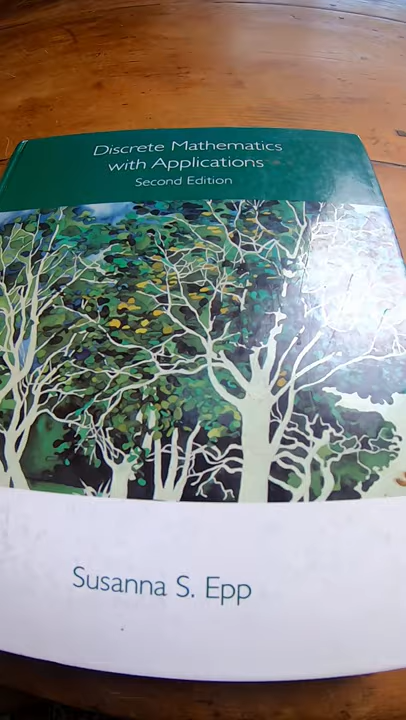 Discrete Mathematics
with Applications
Second Edition
Susanna S. Epp